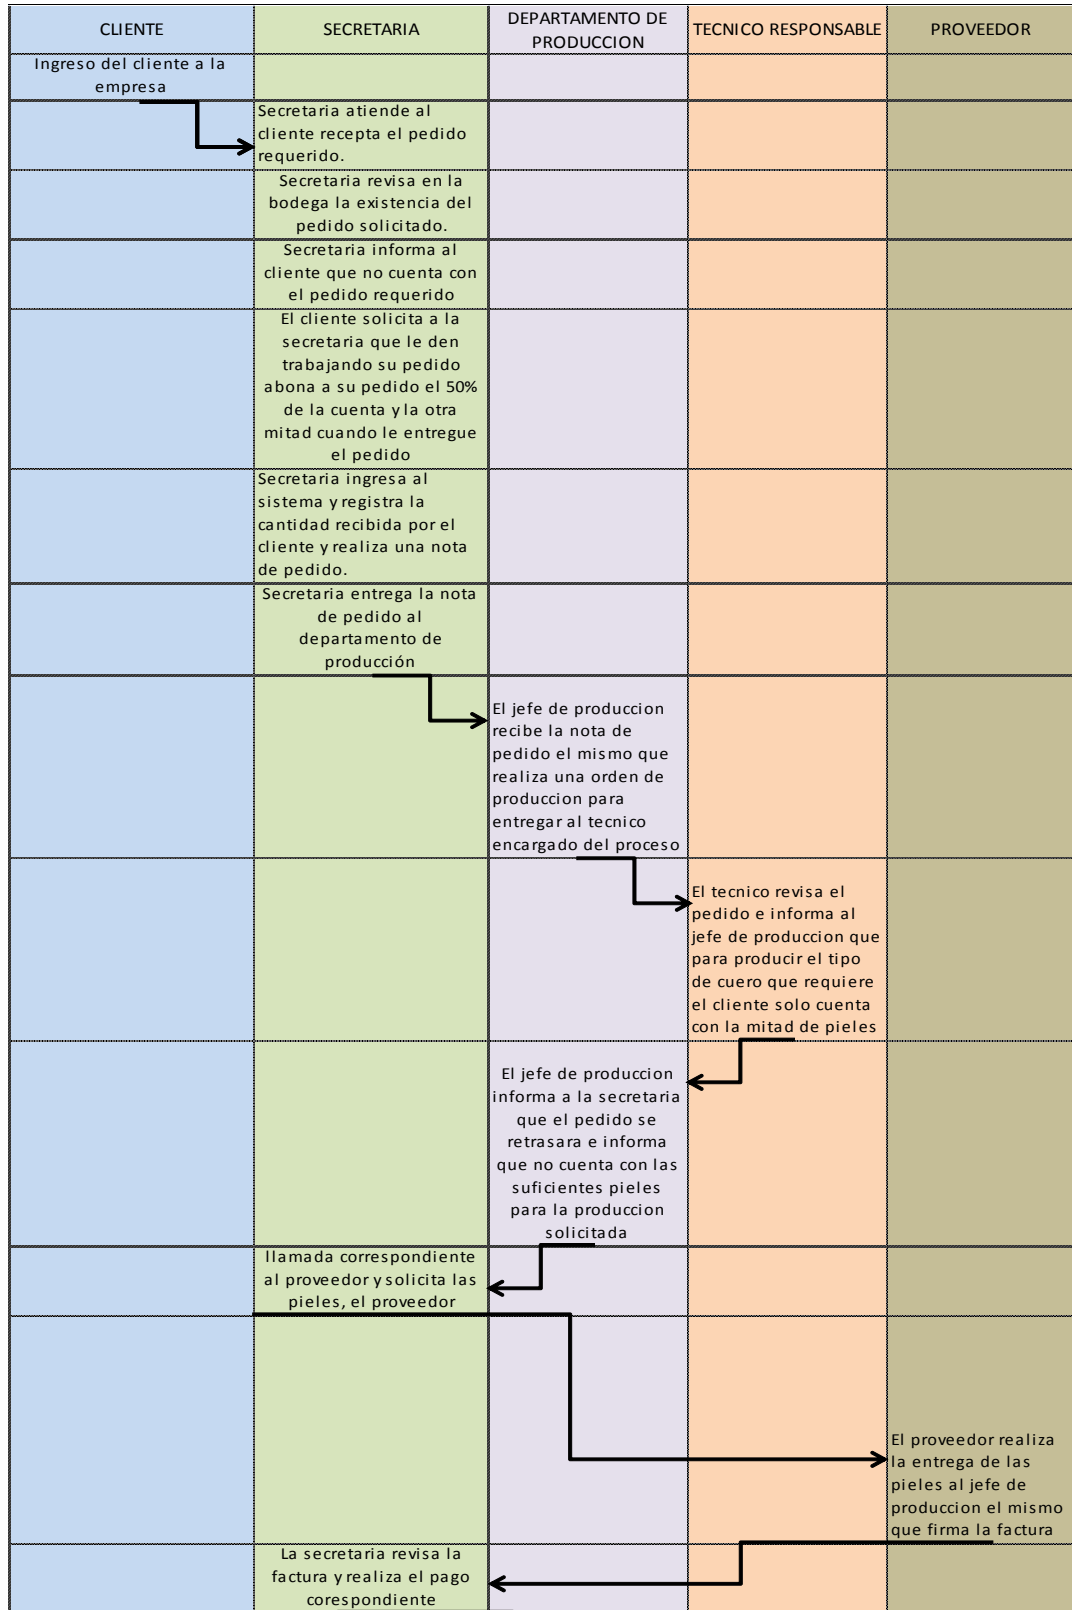 CLIENTE
SECRETARIA
DEPARTAMENTO DE
PRODUCCION
TECNICO RESPONSABLE
PROVEEDOR
Ingreso del cliente a la
empresa
Secretaria atiende al
cliente recepta el pedido
requerido.
Secretaria revisa en la
bodega la existencia del
pedido solicitado.
Secretaria informa al
cliente que no cuenta con
el pedido requerido
El cliente solicita a la
secretaria que le den
trabajando su pedido
abona a su pedido el 50%
de la cuenta y la otra
mitad cuando le entregue
el pedido
Secretaria ingresa al
sistema y registra la
cantidad recibida por el
cliente y realiza una nota
de pedido.
Secretaria entrega la nota
de pedido al
departamento de
producción
El jefe de produccion
recibe la nota de
pedido el mismo que
realiza una orden de
produccion para
entregar al tecnico
encargado del proceso
El tecnico revisa el
pedido e informa al
jefe de produccion que
para producir el tipo
de cuero que requiere
el cliente solo cuenta
con la mitad de pieles
El jefe de produccion
informa a la secretaria
que el pedido se
retrasara e informa
que no cuenta con las
suficientes pieles
para la produccion
solicitada
llamada correspondiente
al proveedor y solicita las
pieles, el proveedor
El proveedor realiza
la entrega de las
pieles al jefe de
produccion el mismo
que firma la factura
La secretaria revisa la
factura y realiza el pago
corespondiente